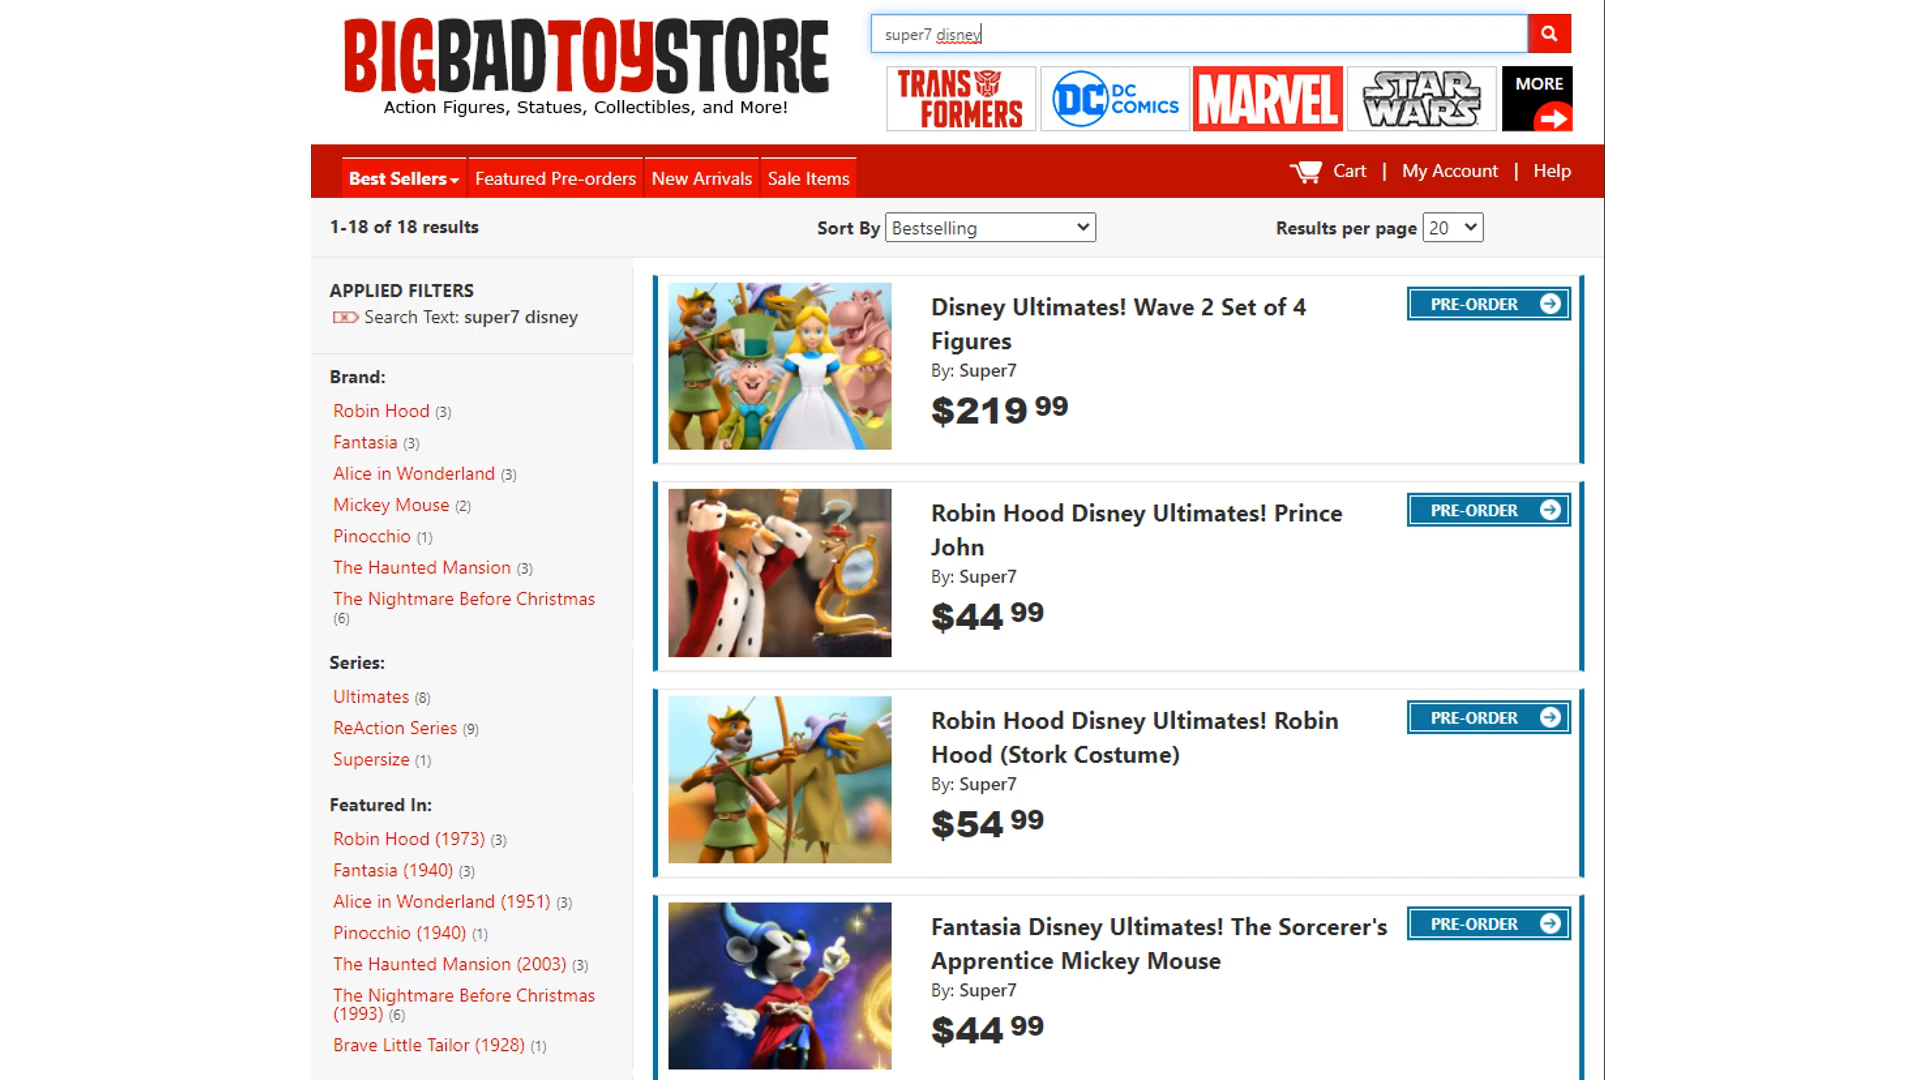 BIGBADTOYSTORE
Action Figures, Statues, Collectibles, and More!
super7 disney
TRANSFORMERS
DC
DC COMICS
MARVEL
STAR WARS
MORE
Best Sellers
Featured Pre-orders
New Arrivals
Sale Items
Cart | My Account | Help
1-18 of 18 results
Sort By Bestselling
Results per page 20
APPLIED FILTERS
Search Text: super7 disney
Brand:
Robin Hood (3)
Fantasia (3)
Alice in Wonderland (3)
Mickey Mouse (2)
Pinocchio (1)
The Haunted Mansion (3)
The Nightmare Before Christmas
(6)
Series:
Ultimates (8)
ReAction Series (9)
Supersize (1)
Featured In:
Robin Hood (1973) (3)
Fantasia (1940) (3)
Alice in Wonderland (1951) (3)
Pinocchio (1940) (1)
The Haunted Mansion (2003) (3)
The Nightmare Before Christmas
(1993) (6)
Brave Little Tailor (1928) (1)
Disney Ultimates! Wave 2 Set of 4
Figures
By: Super7
$219 99
PRE-ORDER
Robin Hood Disney Ultimates! Prince
John
By: Super7
$44 99
PRE-ORDER
Robin Hood Disney Ultimates! Robin
Hood (Stork Costume)
By: Super7
$54 99
PRE-ORDER
Fantasia Disney Ultimates! The Sorcerer's
Apprentice Mickey Mouse
By: Super7
$44 99
PRE-ORDER